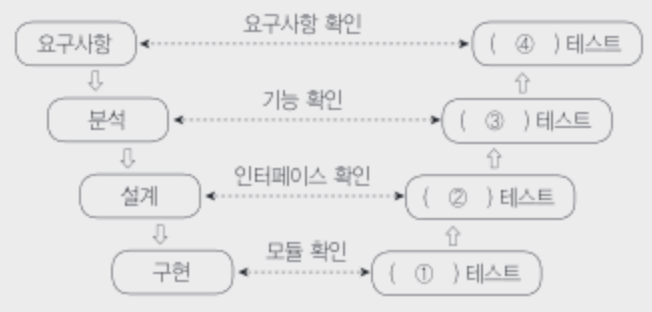 요구사항 확인
요구사항
( ④ ) 테스트
기능 확인
분석
( ③ ) 테스트
인터페이스 확인
설계
( ② ) 테스트
모듈 확인
구현
( ① ) 테스트